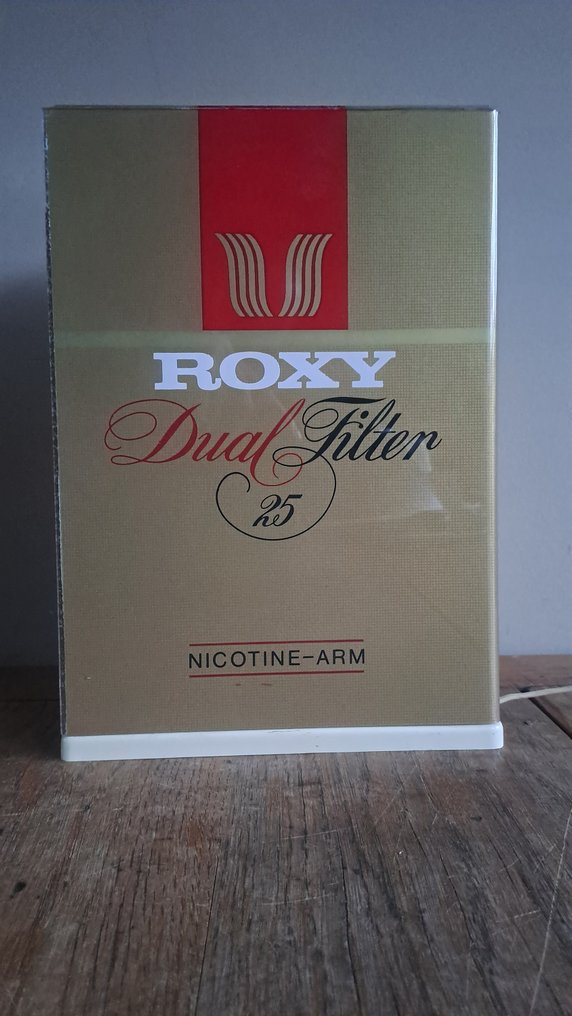 ROXY
Dual Filter
25
NICOTINE-ARM